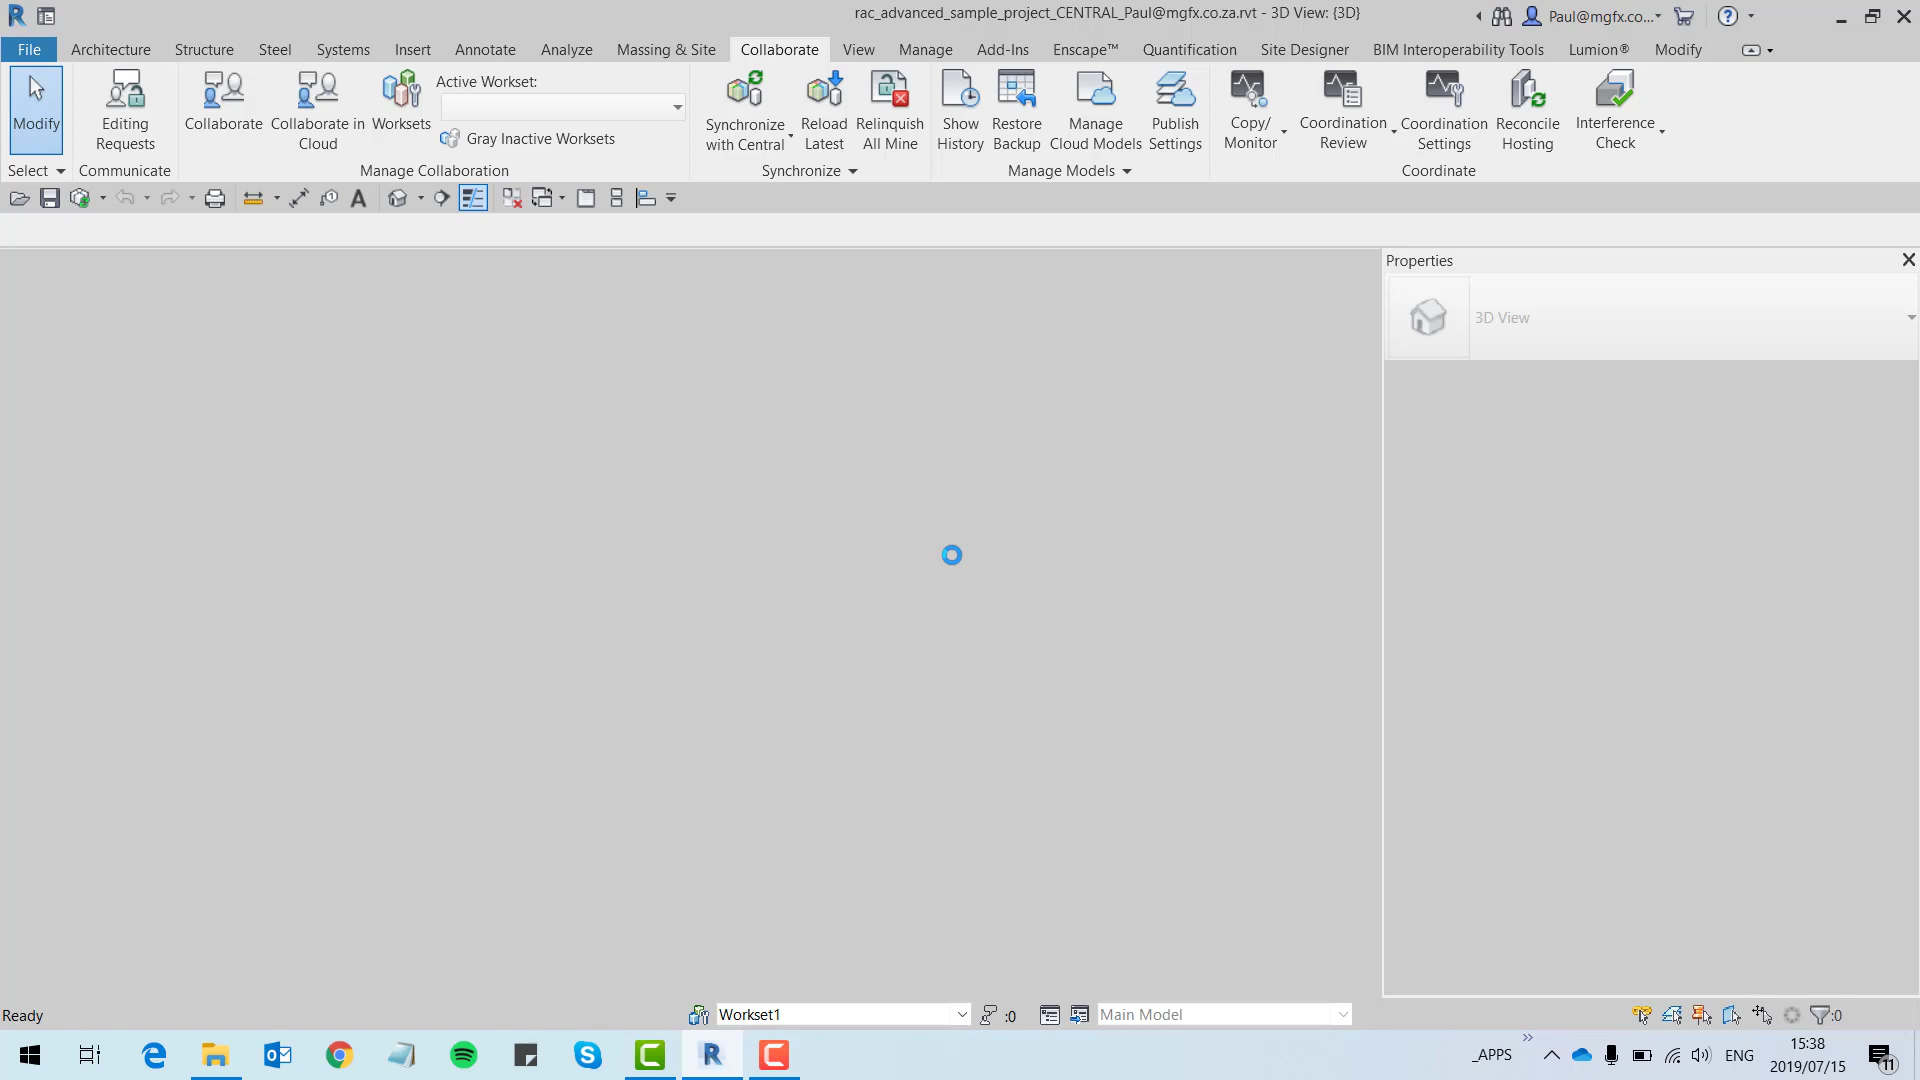 rac_advanced_sample_project_CENTRAL_Paul@mgfx.co.za.rvt - 3D View: {3D}
Paul@mgfx.co...
File Architecture Structure Steel Systems Insert Annotate Analyze Massing & Site Collaborate View Manage Add-Ins Enscape™ Quantification Site Designer BIM Interoperability Tools Lumion® Modify
Modify
Editing Requests
Collaborate
Collaborate in Cloud
Worksets
Active Workset:
Gray Inactive Worksets
Synchronize with Central
Reload Latest
Relinquish All Mine
Show History
Restore Backup
Manage Cloud Models
Publish Settings
Copy/ Monitor
Coordination Review
Coordination Settings
Reconcile Hosting
Interference Check
Select Communicate Manage Collaboration Synchronize Manage Models Coordinate
Properties
3D View
Ready
Workset1
:0
Main Model
:0
_APPS
ENG
15:38
2019/07/15
11